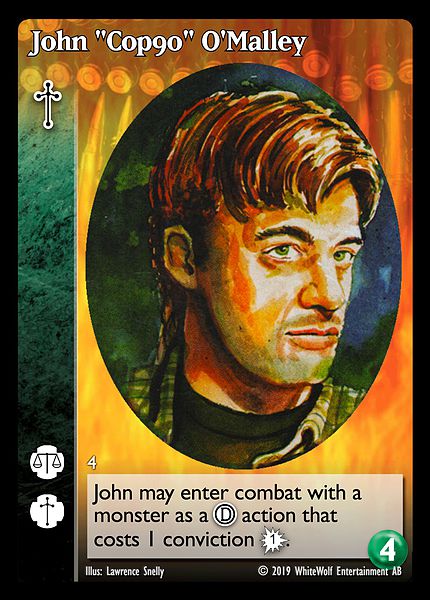 John "Cop90" O'Malley
4
John may enter combat with a
monster as a D action that
costs 1 conviction 1.
4
Illus: Lawrence Snelly © 2019 WhiteWolf Entertainment AB